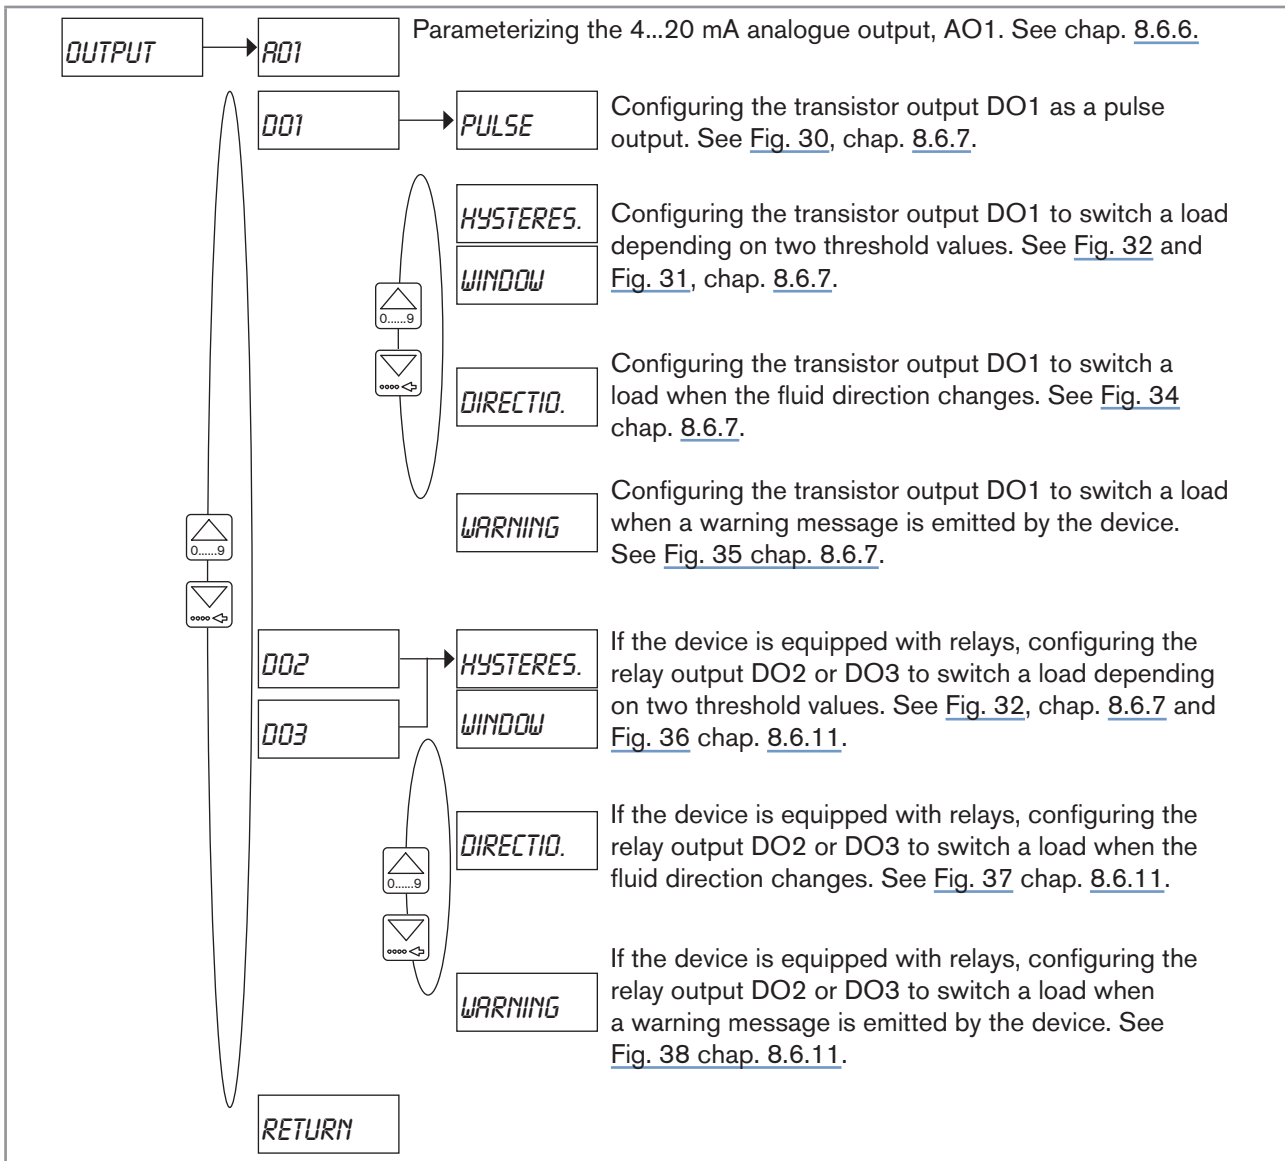 OUTPUT
AO1
Parameterizing the 4...20 mA analogue output, AO1. See chap. 8.6.6.
DO1
PULSE
Configuring the transistor output DO1 as a pulse
output. See Fig. 30, chap. 8.6.7.
HYSTERES.
WINDOW
Configuring the transistor output DO1 to switch a load
depending on two threshold values. See Fig. 32 and
Fig. 31, chap. 8.6.7.
0......9
DIRECTIO.
Configuring the transistor output DO1 to switch a
load when the fluid direction changes. See Fig. 34
chap. 8.6.7.
WARNING
Configuring the transistor output DO1 to switch a load
when a warning message is emitted by the device.
See Fig. 35 chap. 8.6.7.
0......9
DO2
DO3
HYSTERES.
WINDOW
If the device is equipped with relays, configuring the
relay output DO2 or DO3 to switch a load depending
on two threshold values. See Fig. 32, chap. 8.6.7 and
Fig. 36 chap. 8.6.11.
DIRECTIO.
If the device is equipped with relays, configuring the
relay output DO2 or DO3 to switch a load when the
fluid direction changes. See Fig. 37 chap. 8.6.11.
0......9
WARNING
If the device is equipped with relays, configuring the
relay output DO2 or DO3 to switch a load when
a warning message is emitted by the device. See
Fig. 38 chap. 8.6.11.
RETURN